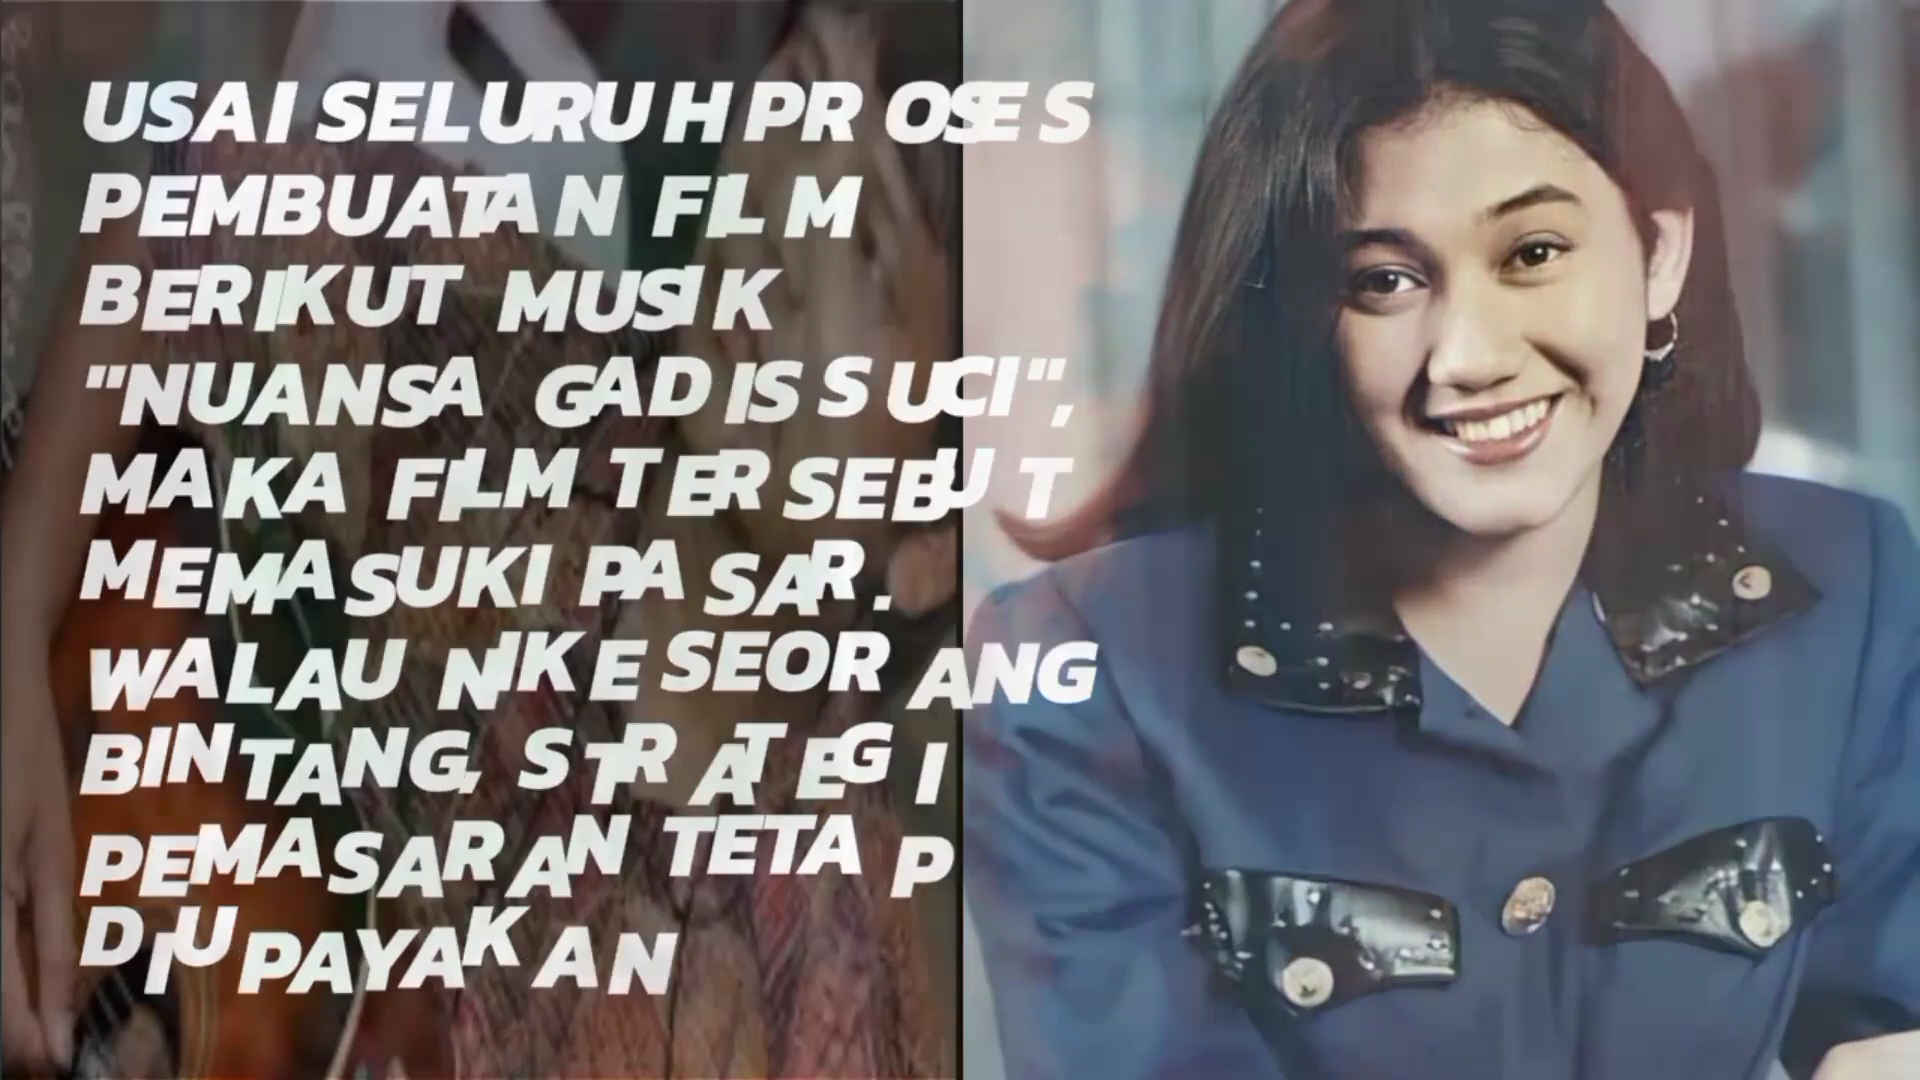 USAI SELURUH PROSES
PEMBUATAN FILM
BERIKUT MUSIK
"NUANSA GADIS SUCI",
MAKA FILM TERSEBUT
MEMASUKI PASAR.
WALAU NIKE SEORANG
BINTANG, STRATEGI
PEMASARAN TETAP
DIUPAYAKAN